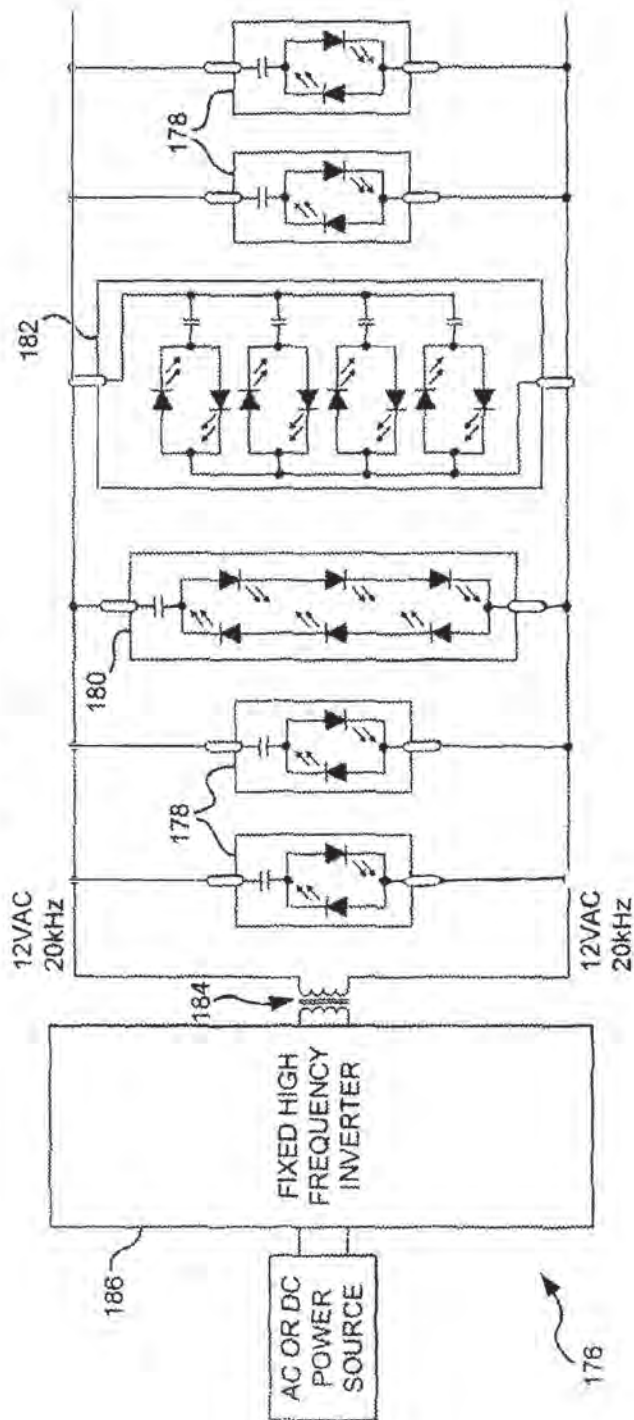 176
AC OR DC
POWER
SOURCE
186
FIXED HIGH
FREQUENCY
INVERTER
184
12VAC
20kHz
12VAC
20kHz
178
180
182
178